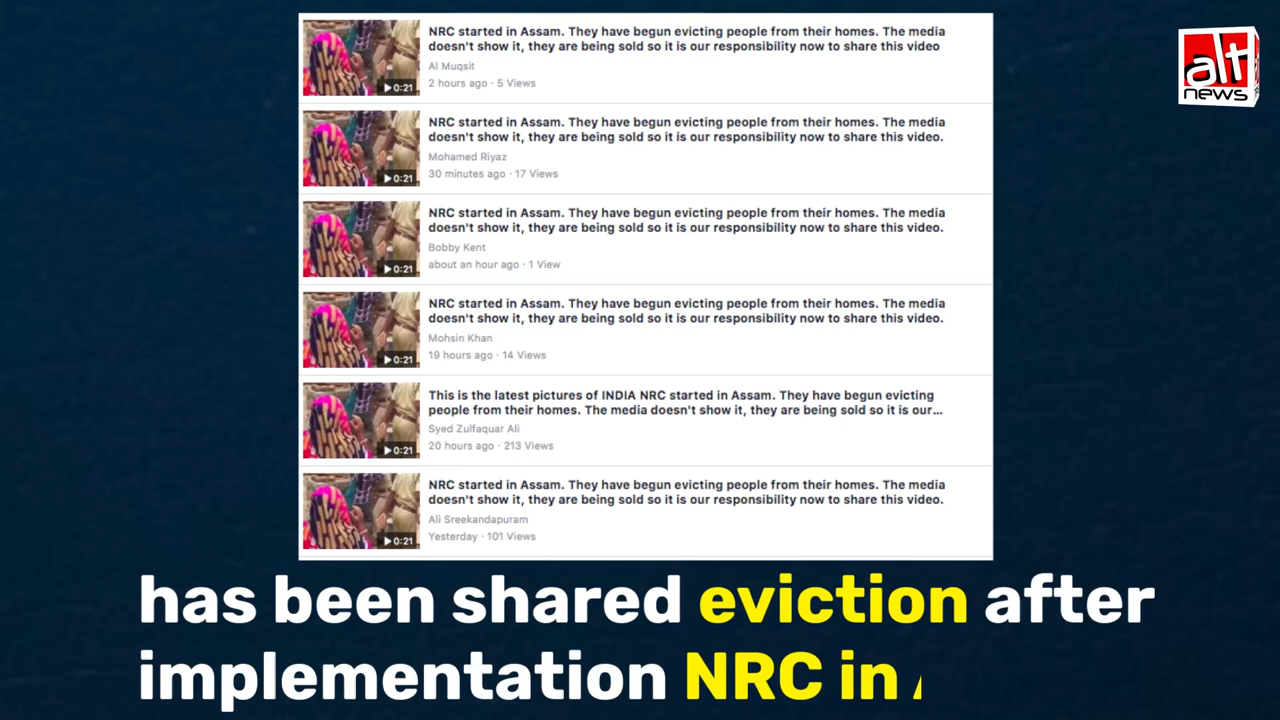 alt
news
NRC started in Assam. They have begun evicting people from their homes. The media
doesn't show it, they are being sold so it is our responsibility now to share this video
Al Muqsit
2 hours ago · 5 Views
0:21
NRC started in Assam. They have begun evicting people from their homes. The media
doesn't show it, they are being sold so it is our responsibility now to share this video.
Mohamed Riyaz
30 minutes ago · 17 Views
0:21
NRC started in Assam. They have begun evicting people from their homes. The media
doesn't show it, they are being sold so it is our responsibility now to share this video.
Bobby Kent
about an hour ago · 1 View
0:21
NRC started in Assam. They have begun evicting people from their homes. The media
doesn't show it, they are being sold so it is our responsibility now to share this video.
Mohsin Khan
19 hours ago · 14 Views
0:21
This is the latest pictures of INDIA NRC started in Assam. They have begun evicting
people from their homes. The media doesn't show it, they are being sold so it is our...
Syed Zulfaquar Ali
20 hours ago · 213 Views
0:21
NRC started in Assam. They have begun evicting people from their homes. The media
doesn't show it, they are being sold so it is our responsibility now to share this video.
Ali Sreekandapuram
Yesterday · 101 Views
0:21
has been shared eviction after
implementation NRC in